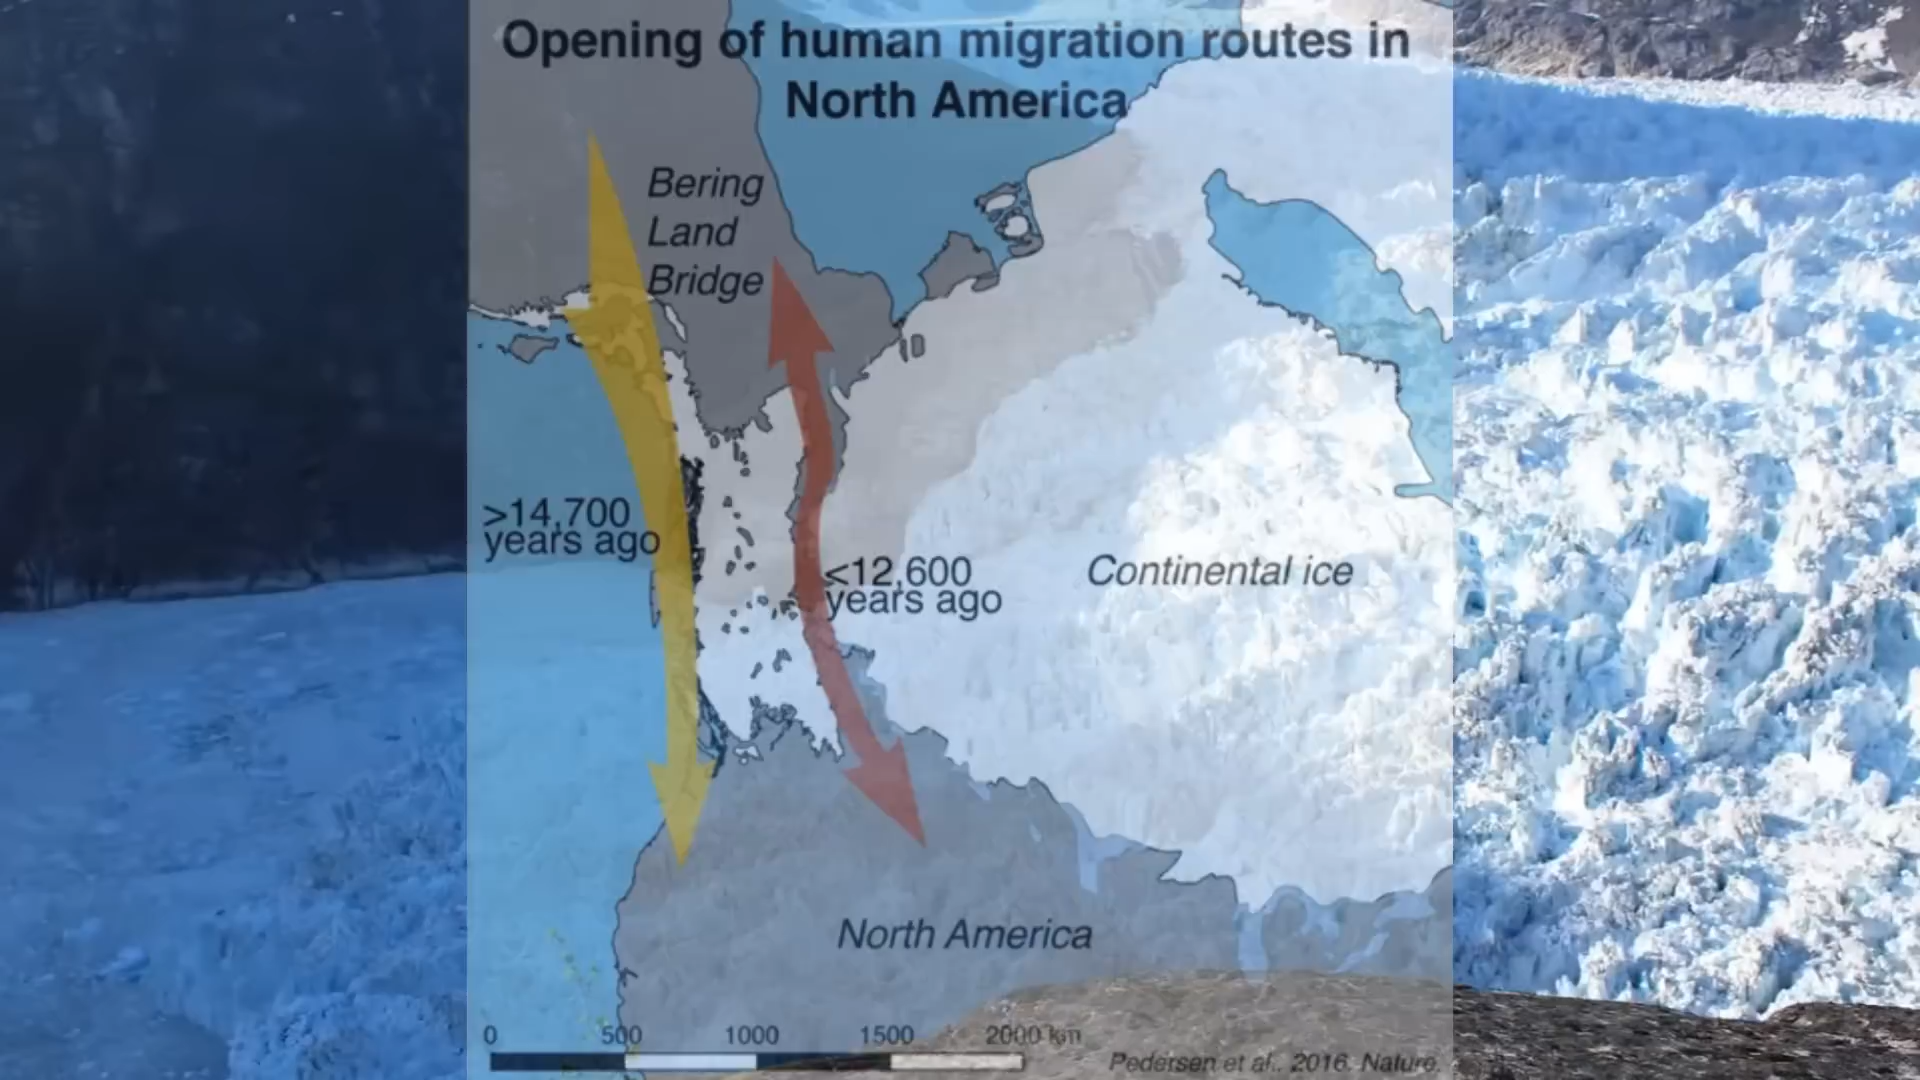 Opening of human migration routes in
North America
Bering
Land
Bridge
>14,700
years ago
<12,600
years ago
Continental ice
North America
0 500 1000 1500 2000 km
Pedersen et al.. 2016. Nature.